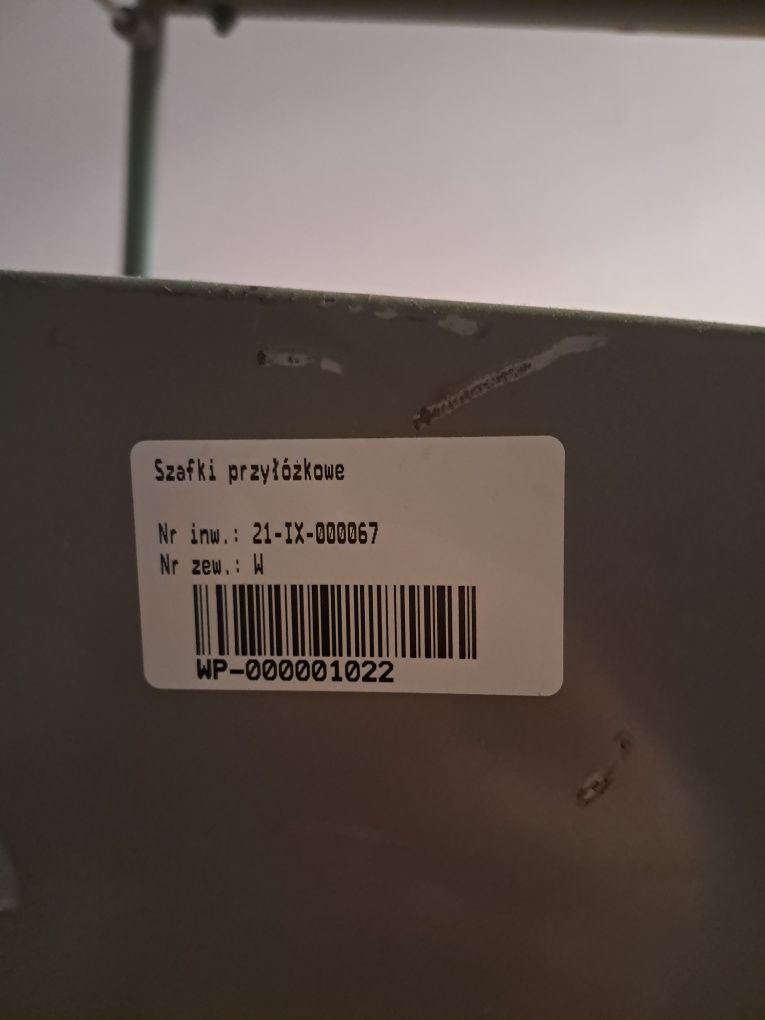 Szafki przyłóżkowe
Nr inw.: 21-IX-000067
Nr zew.: W
WP-000001022